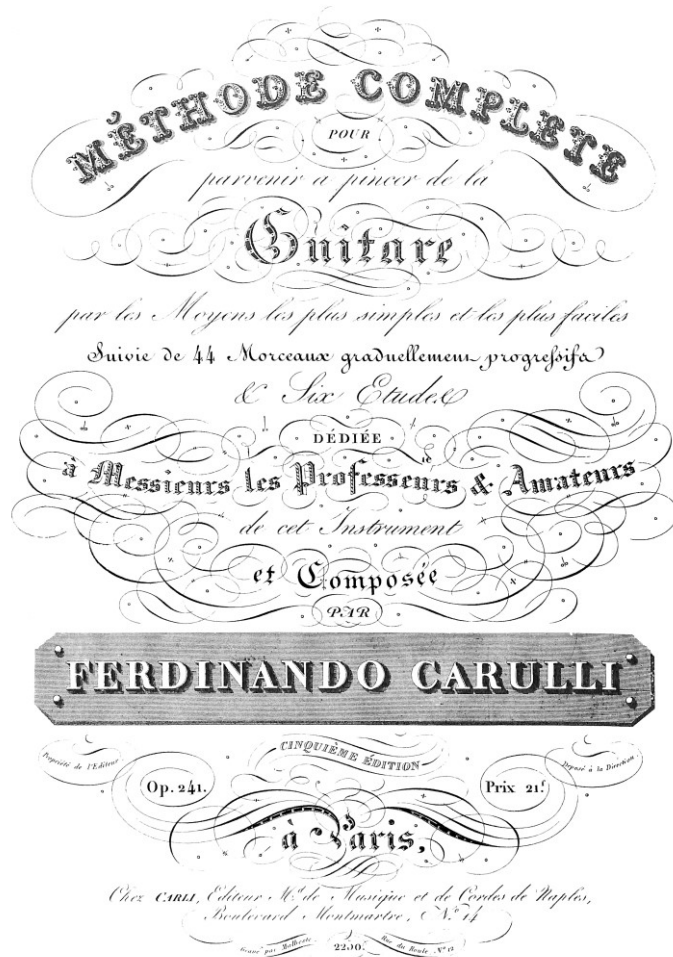 MÉTHODE COMPLETE
POUR
parvenir a pincer de la
Guitare
par les Moyens les plus simples et les plus faciles
Suivie de 44 Morceaux graduellement progressifs
& Six Etudes
DÉDIÉE
à Messieurs les Professeurs & Amateurs
de cet Instrument
et Composée
PAR
FERDINANDO CARULLI
CINQUIÈME ÉDITION
Propriété de l'Editeur
Déposé à la Direction
Op. 241.
Prix 21f
à Paris,
Chez CARLI, Editeur Md. de Musique et de Cordes de Naples,
Boulevard Montmartre, N.º 14
Gravé par
2290.
Rue du Roule, Nº